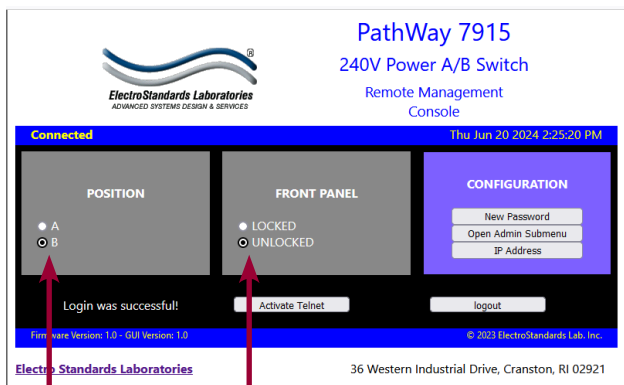 PathWay 7915
240V Power A/B Switch
Remote Management
Console
®
ElectroStandards Laboratories
ADVANCED SYSTEMS DESIGN & SERVICES
Connected
Thu Jun 20 2024 2:25:20 PM
POSITION
A
B
FRONT PANEL
LOCKED
UNLOCKED
CONFIGURATION
New Password
Open Admin Submenu
IP Address
Login was successful!
Activate Telnet
logout
Firmware Version: 1.0 - GUI Version: 1.0
© 2023 ElectroStandards Lab. Inc.
Electro Standards Laboratories
36 Western Industrial Drive, Cranston, RI 02921